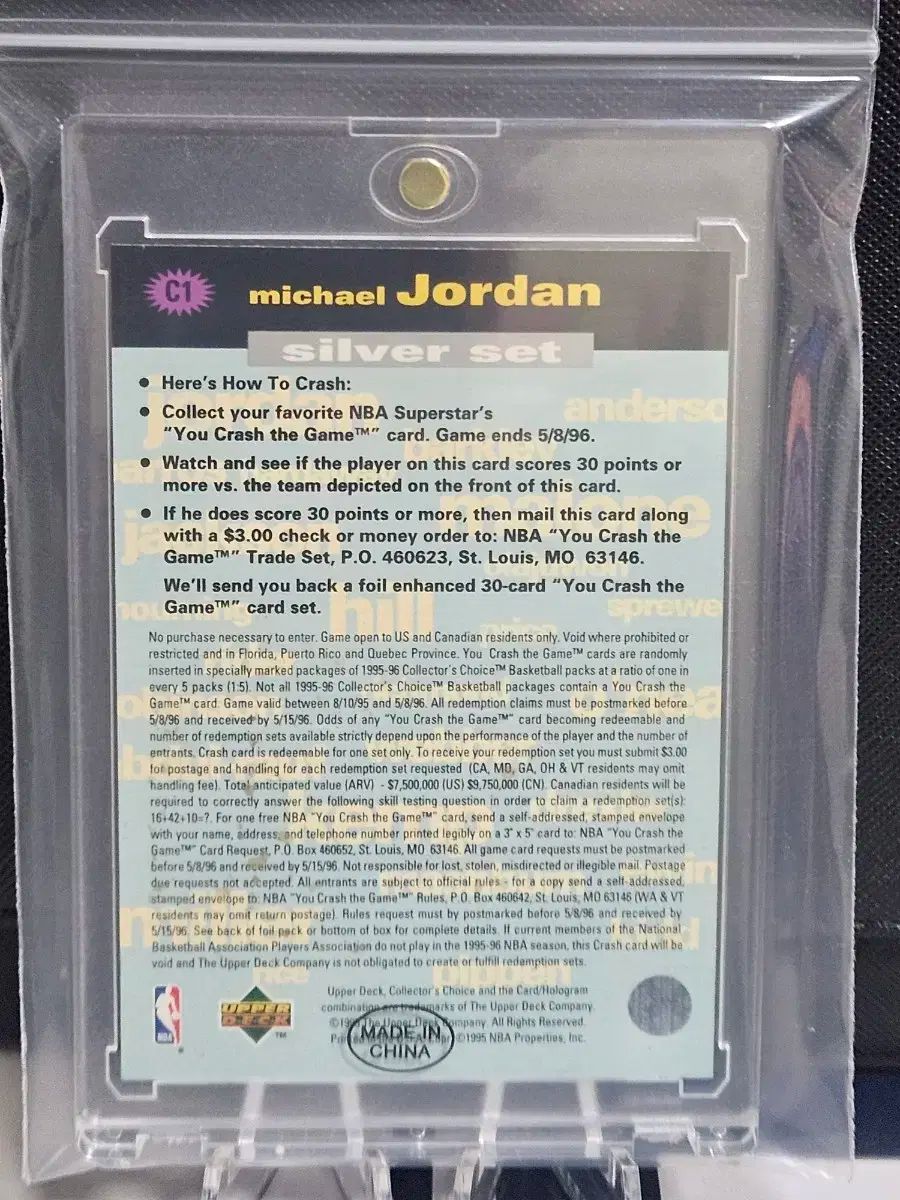 C1
michael Jordan
silver set
• Here's How To Crash:
• Collect your favorite NBA Superstar's
"You Crash the Game™" card. Game ends 5/8/96.
• Watch and see if the player on this card scores 30 points or
more vs. the team depicted on the front of this card.
• If he does score 30 points or more, then mail this card along
with a $3.00 check or money order to: NBA "You Crash the
Game™" Trade Set, P.O. 460623, St. Louis, MO 63146.
We'll send you back a foil enhanced 30-card "You Crash the
Game™" card set.
No purchase necessary to enter. Game open to US and Canadian residents only. Void where prohibited or
restricted and in Florida, Puerto Rico and Quebec Province. You Crash the Game™ cards are randomly
inserted in specially marked packages of 1995-96 Collector's Choice™ Basketball packs at a ratio of one in
every 5 packs (1:5). Not all 1995-96 Collector's Choice™ Basketball packages contain a You Crash the
Game™ card. Game valid between 8/10/95 and 5/8/96. All redemption claims must be postmarked before
5/8/96 and received by 5/15/96. Odds of any "You Crash the Game™" card becoming redeemable and
number of redemption sets available strictly depend upon the performance of the player and the number of
entrants. Crash card is redeemable for one set only. To receive your redemption set you must submit $3.00
for postage and handling for each redemption set requested (CA, MD, GA, OH & VT residents may omit
handling fee). Total anticipated value (ARV) - $7,500,000 (US) $9,750,000 (CN). Canadian residents will be
required to correctly answer the following skill testing question in order to claim a redemption set(s):
16+42+10=?. For one free NBA "You Crash the Game™" card, send a self-addressed, stamped envelope
with your name, address, and telephone number printed legibly on a 3" x 5" card to: NBA "You Crash the
Game™" Card Request, P.O. Box 460652, St. Louis, MO 63146. All game card requests must be postmarked
before 5/8/96 and received by 5/15/96. Not responsible for lost, stolen, misdirected or illegible mail. Postage
due requests not accepted. All entrants are subject to official rules - for a copy send a self-addressed,
stamped envelope to: NBA "You Crash the Game™" Rules, P.O. Box 460642, St. Louis, MO 63146 (WA & VT
residents may omit return postage). Rules request must by postmarked before 5/8/96 and received by
5/15/96. See back of foil pack or bottom of box for complete details. If current members of the National
Basketball Association Players Association do not play in the 1995-96 NBA season, this Crash card will be
void and The Upper Deck Company is not obligated to create or fulfill redemption sets.
Upper Deck, Collector's Choice and the Card/Hologram
combination are trademarks of The Upper Deck Company.
The Upper Deck Company. All Rights Reserved.
©1995 NBA Properties, Inc.
NBA
UPPER
DECK
™
MADE IN
CHINA